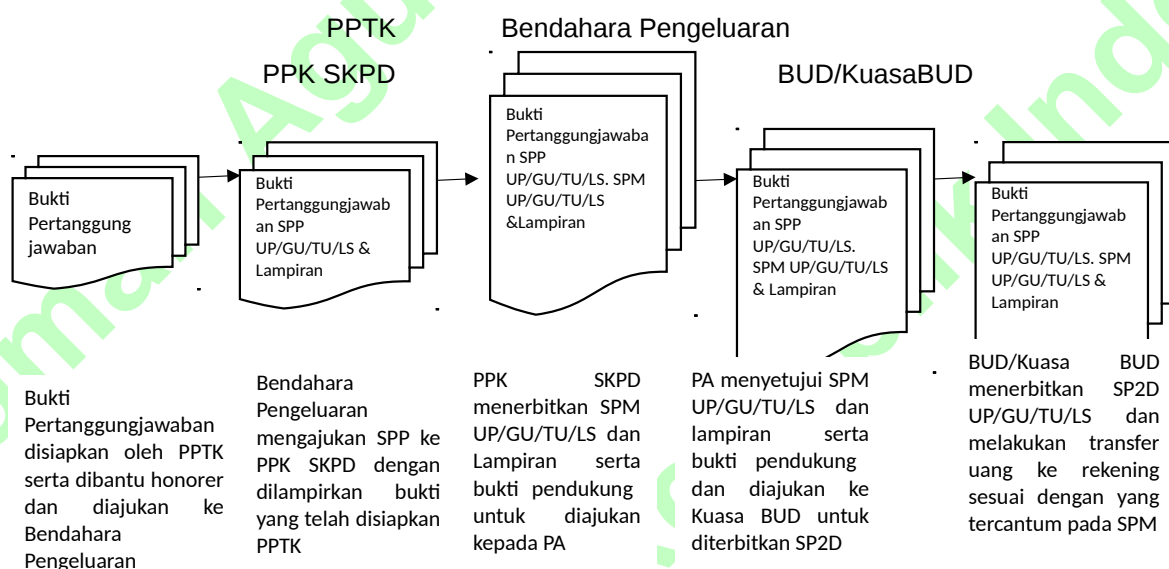 PPTK
Bendahara Pengeluaran
PPK SKPD
BUD/KuasaBUD
Bukti
Pertanggung
jawaban
Bukti
Pertanggungjawab
an SPP
UP/GU/TU/LS &
Lampiran
Bukti
Pertanggungjawaba
n SPP
UP/GU/TU/LS. SPM
UP/GU/TU/LS
&Lampiran
Bukti
Pertanggungjawab
an SPP
UP/GU/TU/LS.
SPM UP/GU/TU/LS
& Lampiran
Bukti
Pertanggungjawab
an SPP
UP/GU/TU/LS. SPM
UP/GU/TU/LS &
Lampiran
Bukti
Pertanggungjawaban
disiapkan oleh PPTK
serta dibantu honorer
dan diajukan ke
Bendahara
Pengeluaran
Bendahara
Pengeluaran
mengajukan SPP ke
PPK SKPD dengan
dilampirkan bukti
yang telah disiapkan
PPTK
PPK SKPD
menerbitkan SPM
UP/GU/TU/LS dan
Lampiran serta
bukti pendukung
untuk diajukan
kepada PA
PA menyetujui SPM
UP/GU/TU/LS dan
lampiran serta
bukti pendukung
dan diajukan ke
Kuasa BUD untuk
diterbitkan SP2D
BUD/Kuasa BUD
menerbitkan SP2D
UP/GU/TU/LS dan
melakukan transfer
uang ke rekening
sesuai dengan yang
tercantum pada SPM